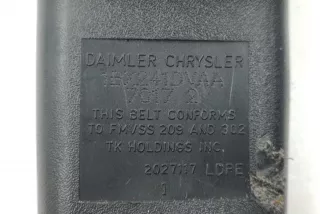 DAIMLER CHRYSLER
THIS BELT CONFORMS
TO FMVSS 209 AND 302
TK HOLDINGS INC.
2027117 LDPE
1